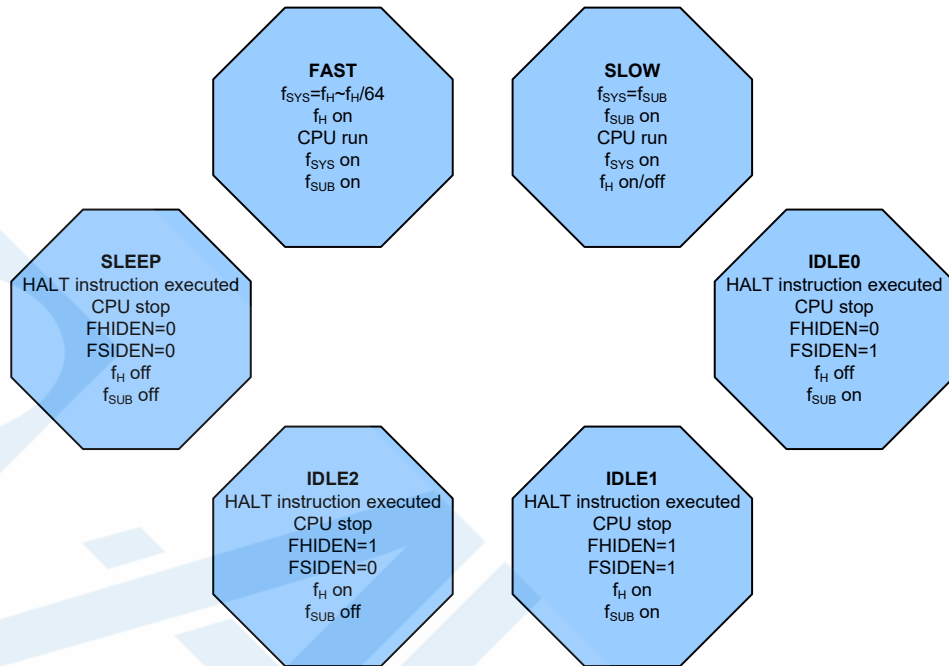 FAST
fSYS=fH~fH/64
fH on
CPU run
fSYS on
fSUB on
SLOW
fSYS=fSUB
fSUB on
CPU run
fSYS on
fH on/off
SLEEP
HALT instruction executed
CPU stop
FHIDEN=0
FSIDEN=0
fH off
fSUB off
IDLE0
HALT instruction executed
CPU stop
FHIDEN=0
FSIDEN=1
fH off
fSUB on
IDLE2
HALT instruction executed
CPU stop
FHIDEN=1
FSIDEN=0
fH on
fSUB off
IDLE1
HALT instruction executed
CPU stop
FHIDEN=1
FSIDEN=1
fH on
fSUB on